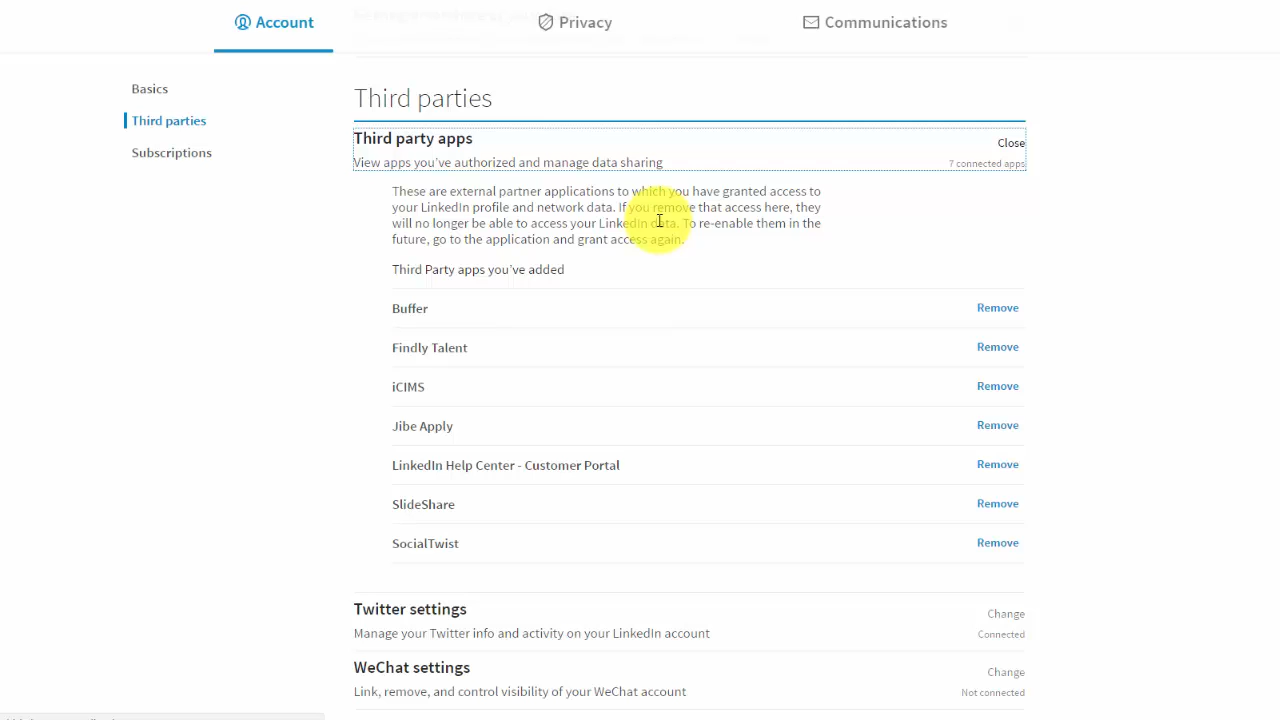 Account
Privacy
Communications
Basics
Third parties
Subscriptions
Third parties
Third party apps
Close
View apps you've authorized and manage data sharing
7 connected apps
These are external partner applications to which you have granted access to
your LinkedIn profile and network data. If you remove that access here, they
will no longer be able to access your LinkedIn data. To re-enable them in the
future, go to the application and grant access again.
Third Party apps you've added
Buffer
Remove
Findly Talent
Remove
iCIMS
Remove
Jibe Apply
Remove
LinkedIn Help Center - Customer Portal
Remove
SlideShare
Remove
SocialTwist
Remove
Twitter settings
Change
Manage your Twitter info and activity on your LinkedIn account
Connected
WeChat settings
Change
Link, remove, and control visibility of your WeChat account
Not connected